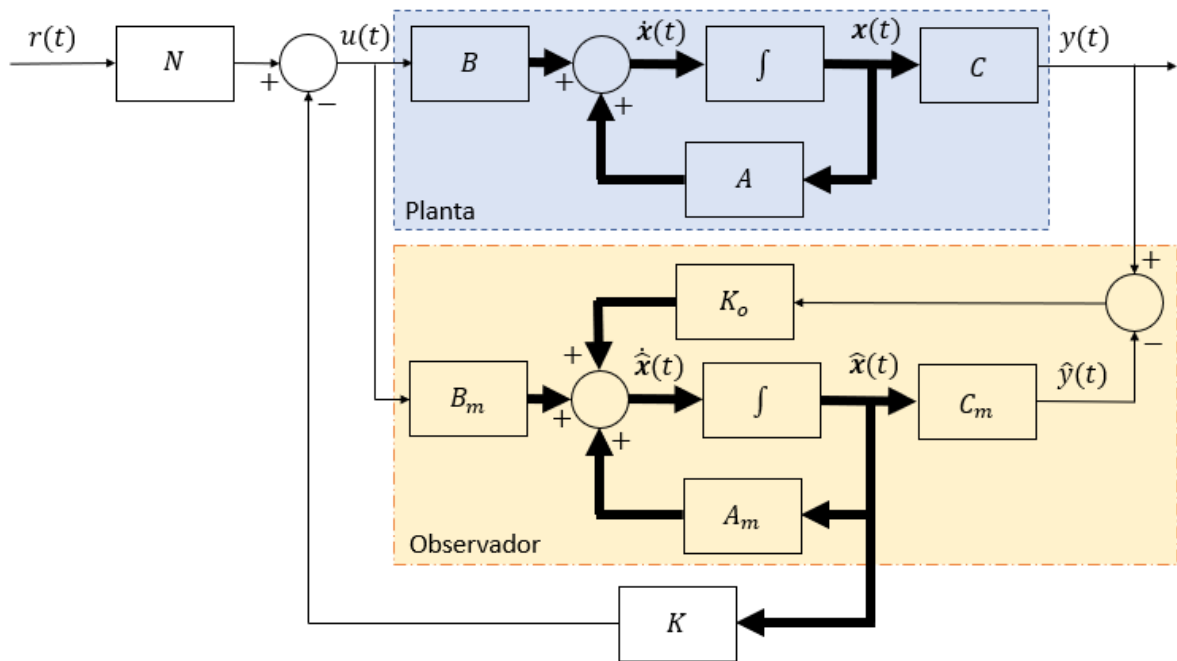 r(t)
N
u(t)
B
ẋ(t)
∫
x(t)
C
y(t)
+
−
+
+
A
Planta
K_o
+
−
+
B_m
+
+
x̂̇(t)
∫
x̂(t)
C_m
ŷ(t)
A_m
Observador
K